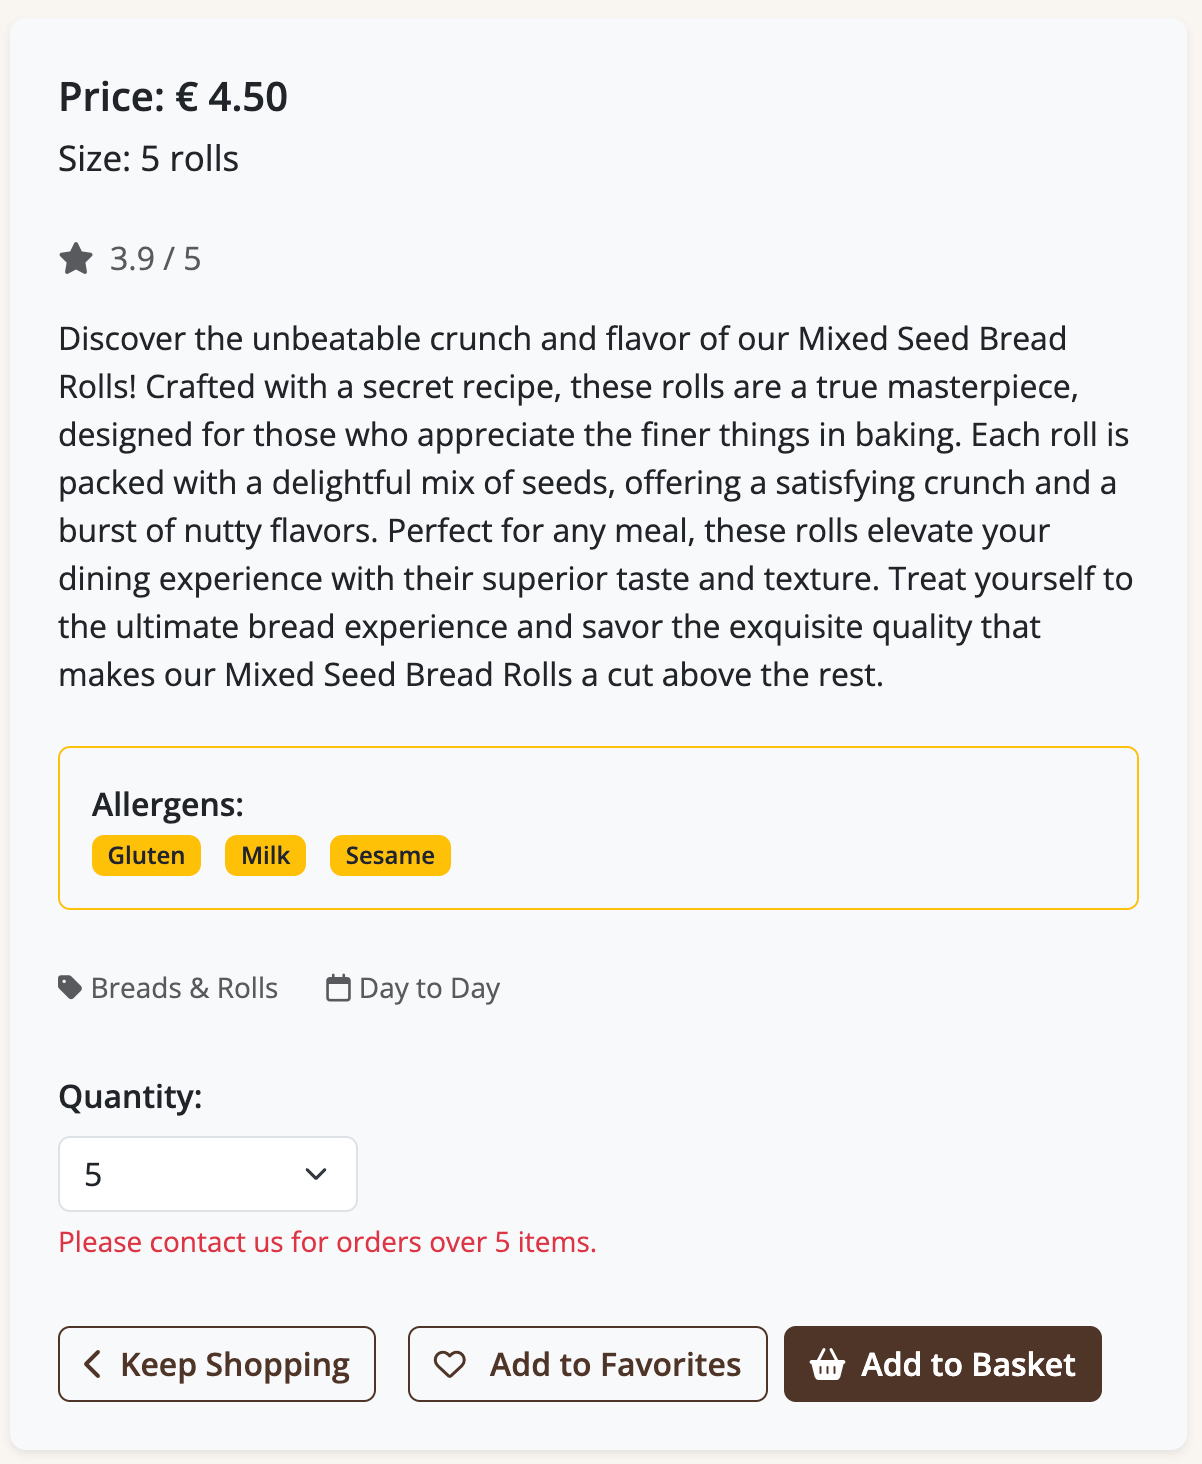 Price: € 4.50
Size: 5 rolls
3.9 / 5
Discover the unbeatable crunch and flavor of our Mixed Seed Bread
Rolls! Crafted with a secret recipe, these rolls are a true masterpiece,
designed for those who appreciate the finer things in baking. Each roll is
packed with a delightful mix of seeds, offering a satisfying crunch and a
burst of nutty flavors. Perfect for any meal, these rolls elevate your
dining experience with their superior taste and texture. Treat yourself to
the ultimate bread experience and savor the exquisite quality that
makes our Mixed Seed Bread Rolls a cut above the rest.
Allergens:
Gluten Milk Sesame
Breads & Rolls Day to Day
Quantity:
5
Please contact us for orders over 5 items.
Keep Shopping Add to Favorites Add to Basket